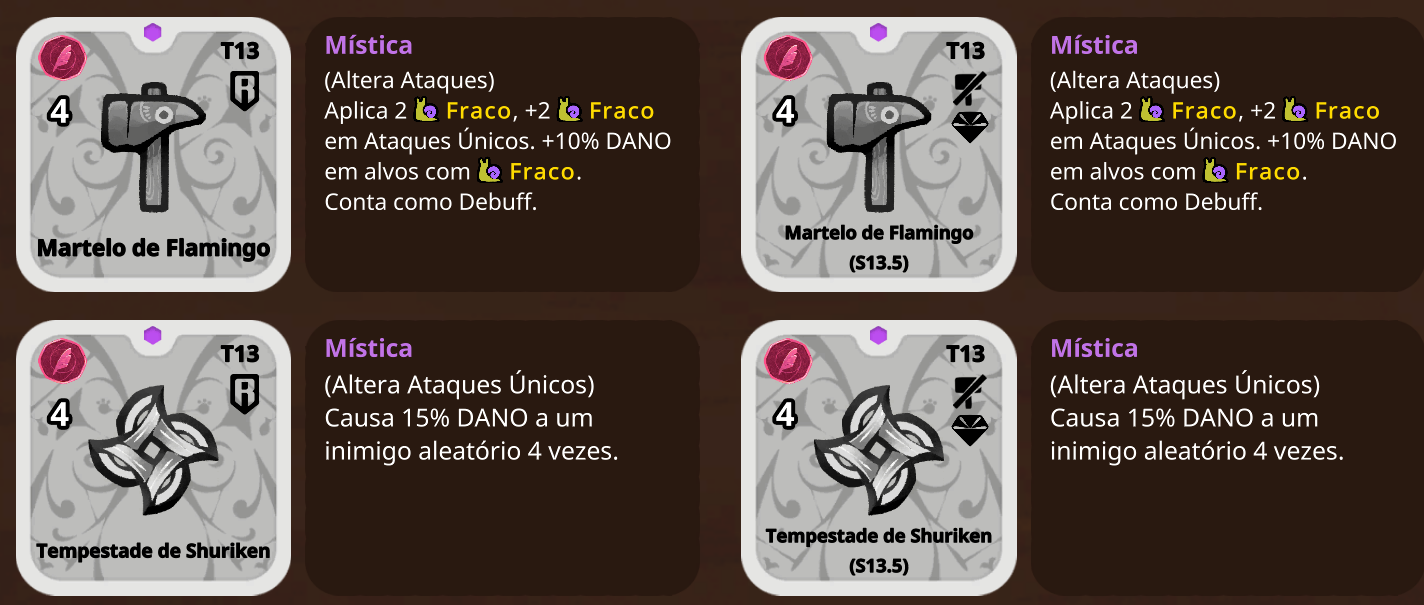 T13
4
Martelo de Flamingo
Mística
(Altera Ataques)
Aplica 2 Fraco, +2 Fraco
em Ataques Únicos. +10% DANO
em alvos com Fraco.
Conta como Debuff.
T13
4
Martelo de Flamingo
(S13.5)
Mística
(Altera Ataques)
Aplica 2 Fraco, +2 Fraco
em Ataques Únicos. +10% DANO
em alvos com Fraco.
Conta como Debuff.
T13
R
4
Tempestade de Shuriken
Mística
(Altera Ataques Únicos)
Causa 15% DANO a um
inimigo aleatório 4 vezes.
T13
4
Tempestade de Shuriken
(S13.5)
Mística
(Altera Ataques Únicos)
Causa 15% DANO a um
inimigo aleatório 4 vezes.